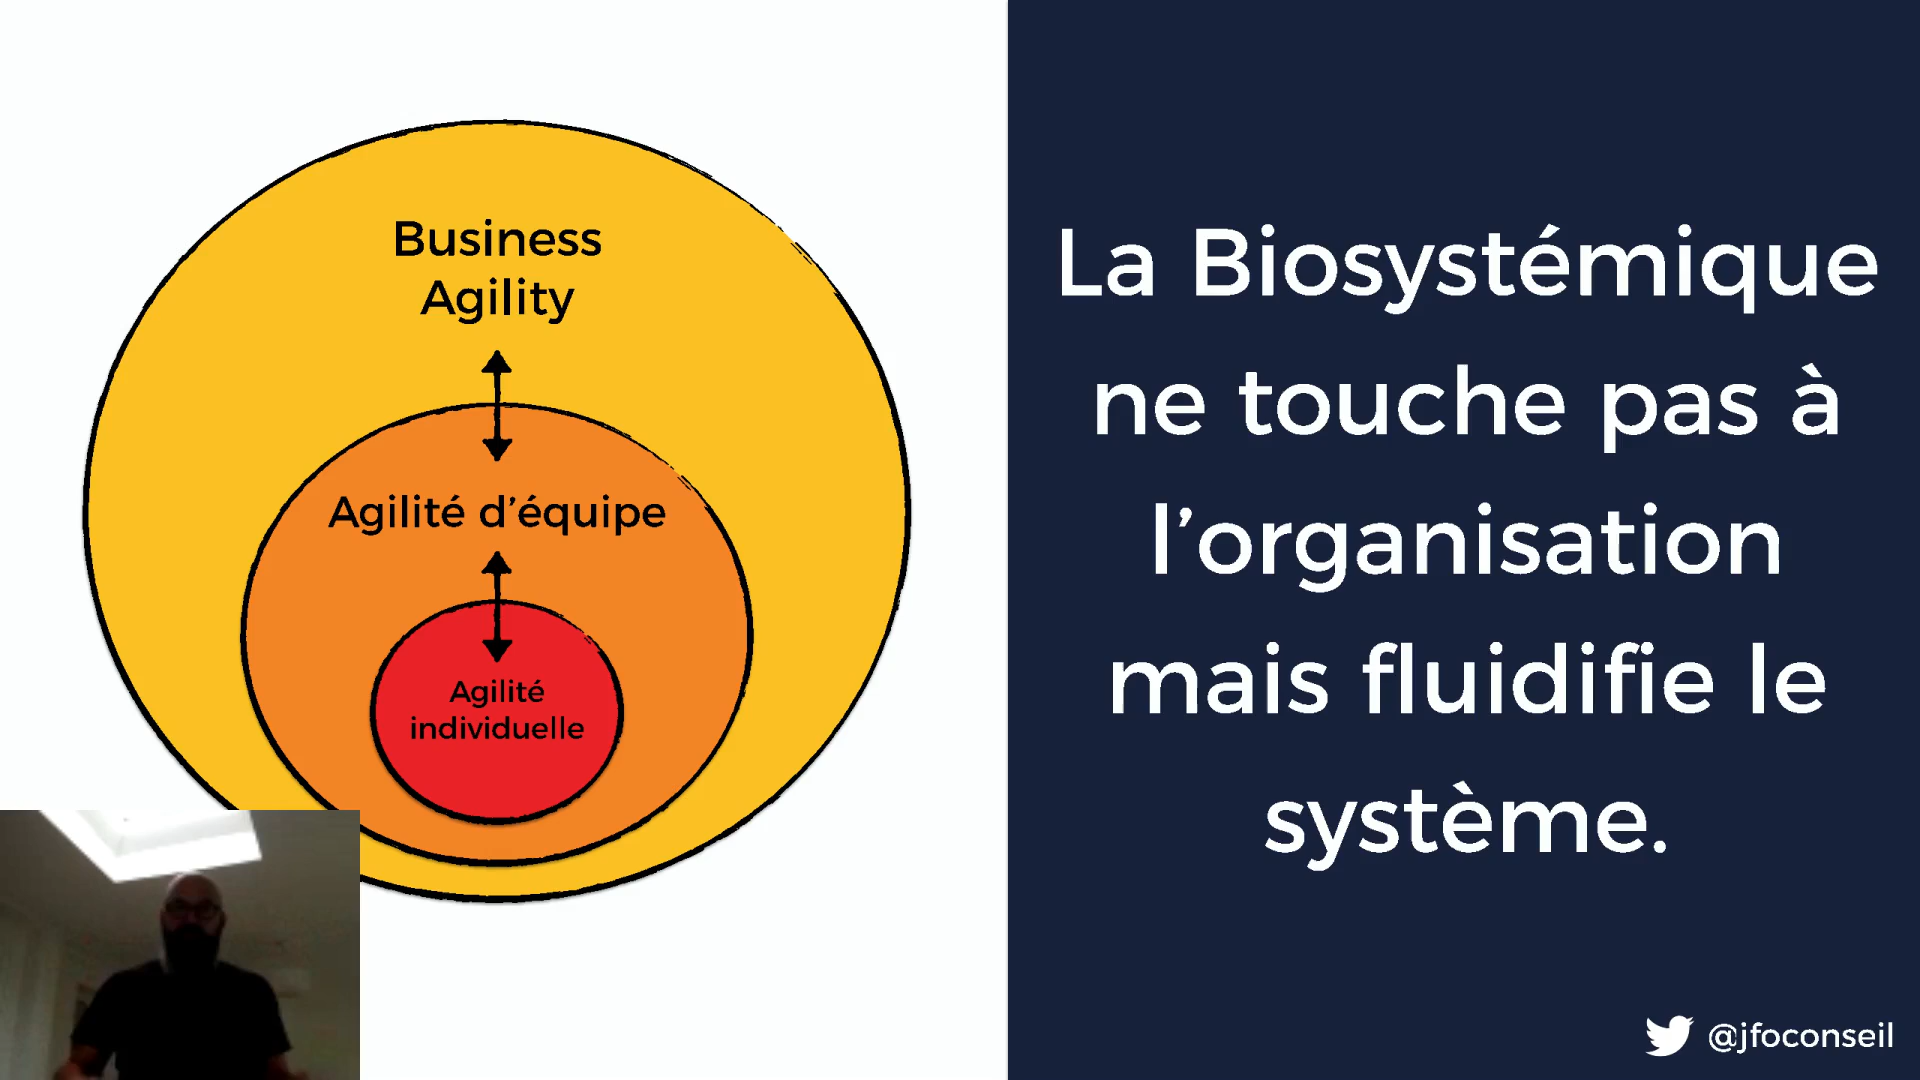 Business
Agility
Agilité d’équipe
Agilité
individuelle
La Biosystémique
ne touche pas à
l’organisation
mais fluidifie le
système.
@jfoconseil